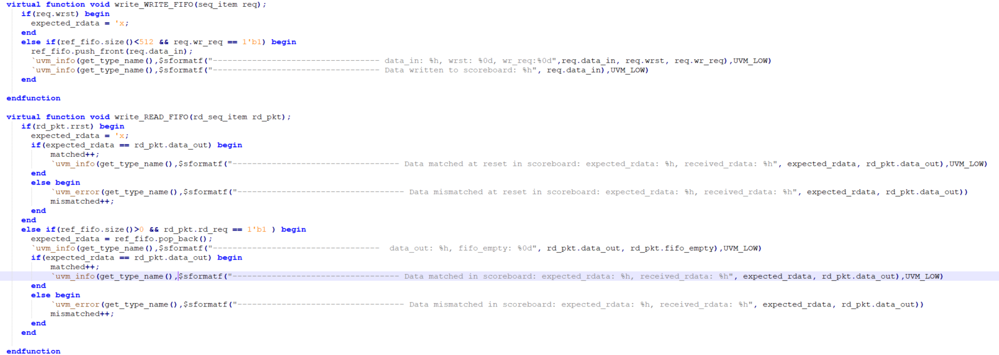 virtual function void write_WRITE_FIFO(seq_item req);
if(req.wrst) begin
expected_rdata = 'x;
end
else if(ref_fifo.size()<512 && req.wr_req == 1'b1) begin
ref_fifo.push_front(req.data_in);
`uvm_info(get_type_name(),$sformatf("---------------------------------- data_in: %h, wrst: %0d, wr_req:%0d",req.data_in, req.wrst, req.wr_req),UVM_LOW)
`uvm_info(get_type_name(),$sformatf("---------------------------------- Data written to scoreboard: %h", req.data_in),UVM_LOW)
end
endfunction
virtual function void write_READ_FIFO(rd_seq_item rd_pkt);
if(rd_pkt.rrst) begin
expected_rdata = 'x;
if(expected_rdata == rd_pkt.data_out) begin
matched++;
`uvm_info(get_type_name(),$sformatf("---------------------------------- Data matched at reset in scoreboard: expected_rdata: %h, received_rdata: %h", expected_rdata, rd_pkt.data_out),UVM_LOW)
end
else begin
`uvm_error(get_type_name(),$sformatf("---------------------------------- Data mismatched at reset in scoreboard: expected_rdata: %h, received_rdata: %h", expected_rdata, rd_pkt.data_out))
mismatched++;
end
end
else if(ref_fifo.size()>0 && rd_pkt.rd_req == 1'b1 ) begin
expected_rdata = ref_fifo.pop_back();
`uvm_info(get_type_name(),$sformatf("----------------------------------  data_out: %h, fifo_empty: %0d", rd_pkt.data_out, rd_pkt.fifo_empty),UVM_LOW)
if(expected_rdata == rd_pkt.data_out) begin
matched++;
`uvm_info(get_type_name(),$sformatf("---------------------------------- Data matched in scoreboard: expected_rdata: %h, received_rdata: %h", expected_rdata, rd_pkt.data_out),UVM_LOW)
end
else begin
`uvm_error(get_type_name(),$sformatf("---------------------------------- Data mismatched in scoreboard: expected_rdata: %h, received_rdata: %h", expected_rdata, rd_pkt.data_out))
mismatched++;
end
end
endfunction